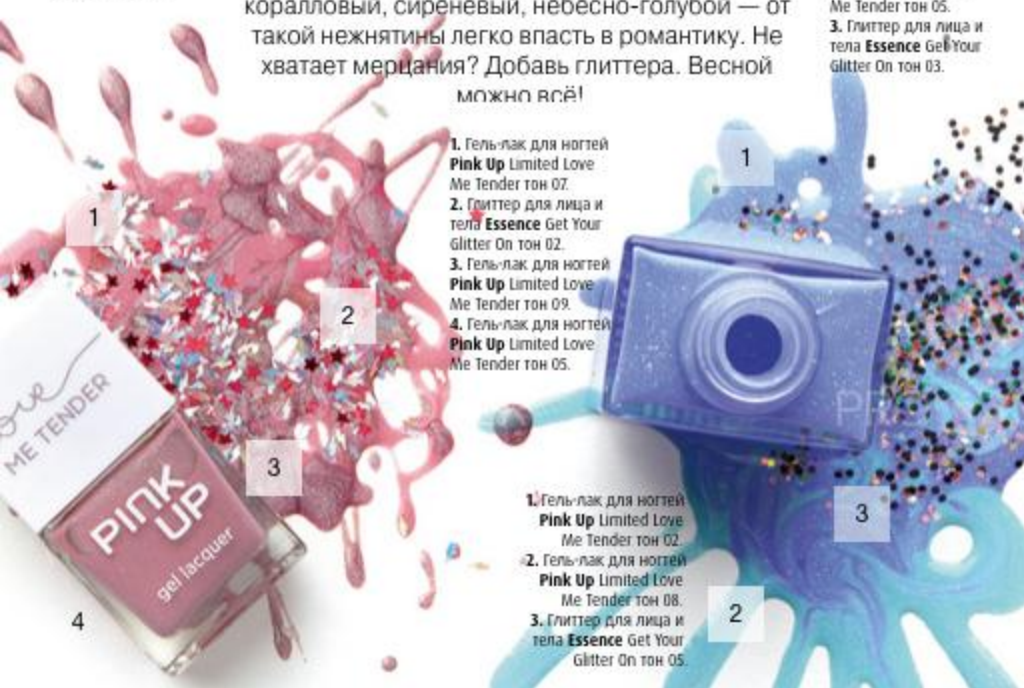 коралловый, сиреневый, небесно-голубой — от
такой нежнятины легко впасть в романтику. Не
хватает мерцания? Добавь глиттера. Весной
можно всё!
Me Tender тон 05.
3. Глиттер для лица и
тела Essence Get Your
Glitter On тон 03.
1. Гель-лак для ногтей
Pink Up Limited Love
Me Tender тон 07.
2. Глиттер для лица и
тела Essence Get Your
Glitter On тон 02.
3. Гель-лак для ногтей
Pink Up Limited Love
Me Tender тон 09.
4. Гель-лак для ногтей
Pink Up Limited Love
Me Tender тон 05.
1
2
3
4
ME TENDER
PINK
UP
gel lacquer
1
3
2
1. Гель-лак для ногтей
Pink Up Limited Love
Me Tender тон 02.
2. Гель-лак для ногтей
Pink Up Limited Love
Me Tender тон 08.
3. Глиттер для лица и
тела Essence Get Your
Glitter On тон 05.